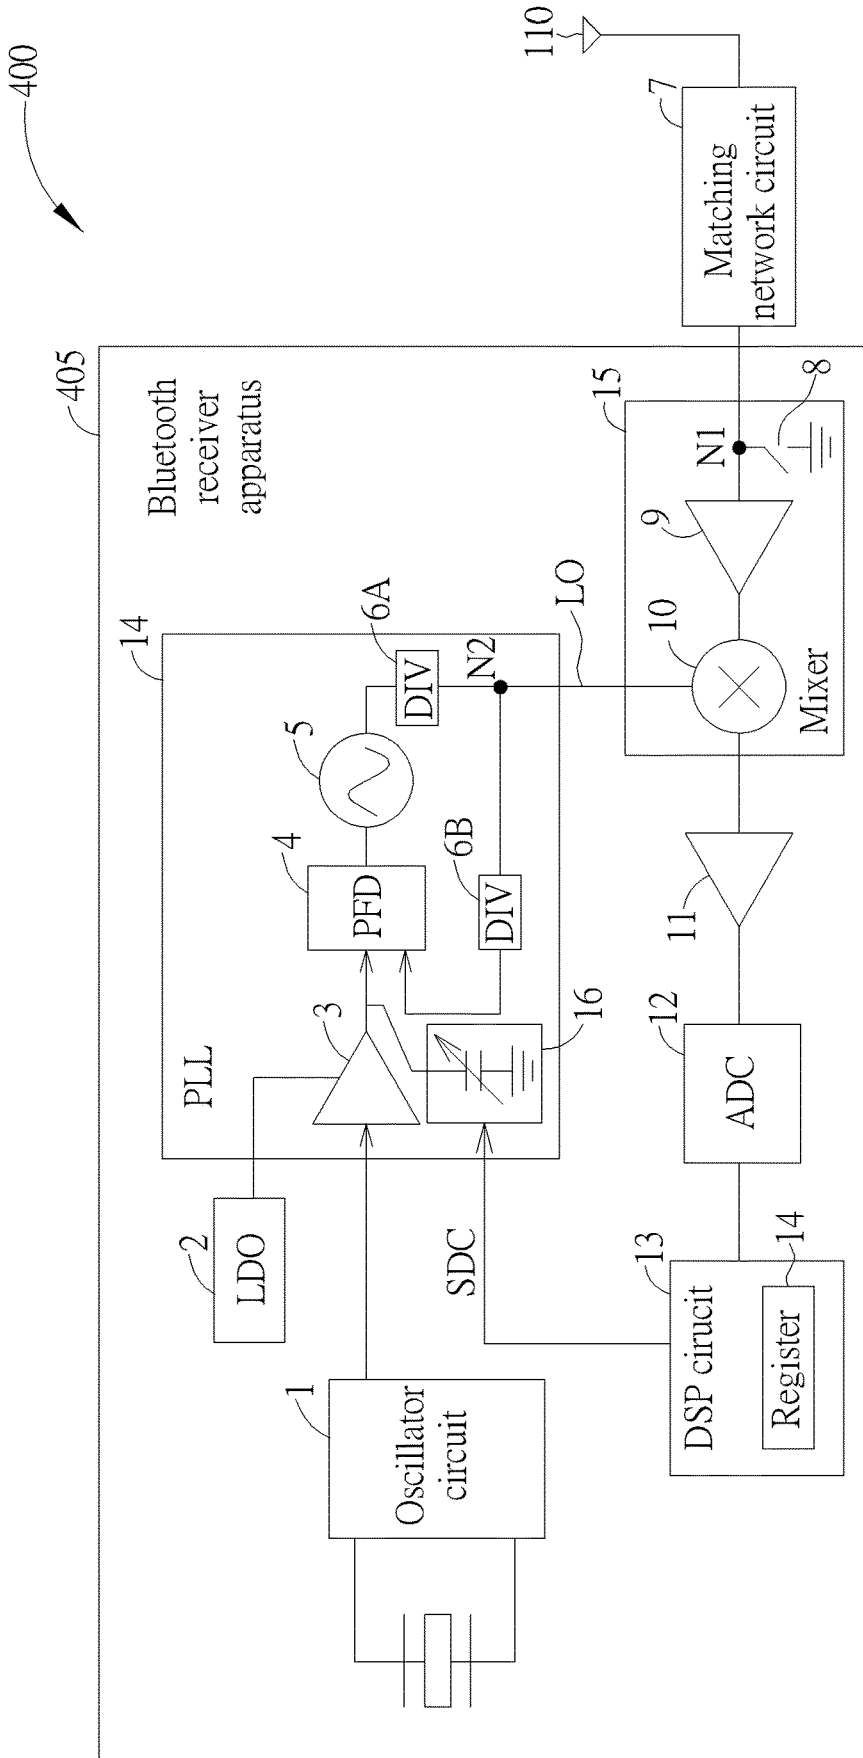 400
405
Bluetooth
receiver
apparatus
110
7
Matching
network circuit
14
PLL
2
LDO
3
4
PFD
5
6A
DIV
N2
6B
DIV
16
1
Oscillator
circuit
SDC
LO
15
N1
8
9
10
Mixer
11
12
ADC
13
DSP cirucit
14
Register